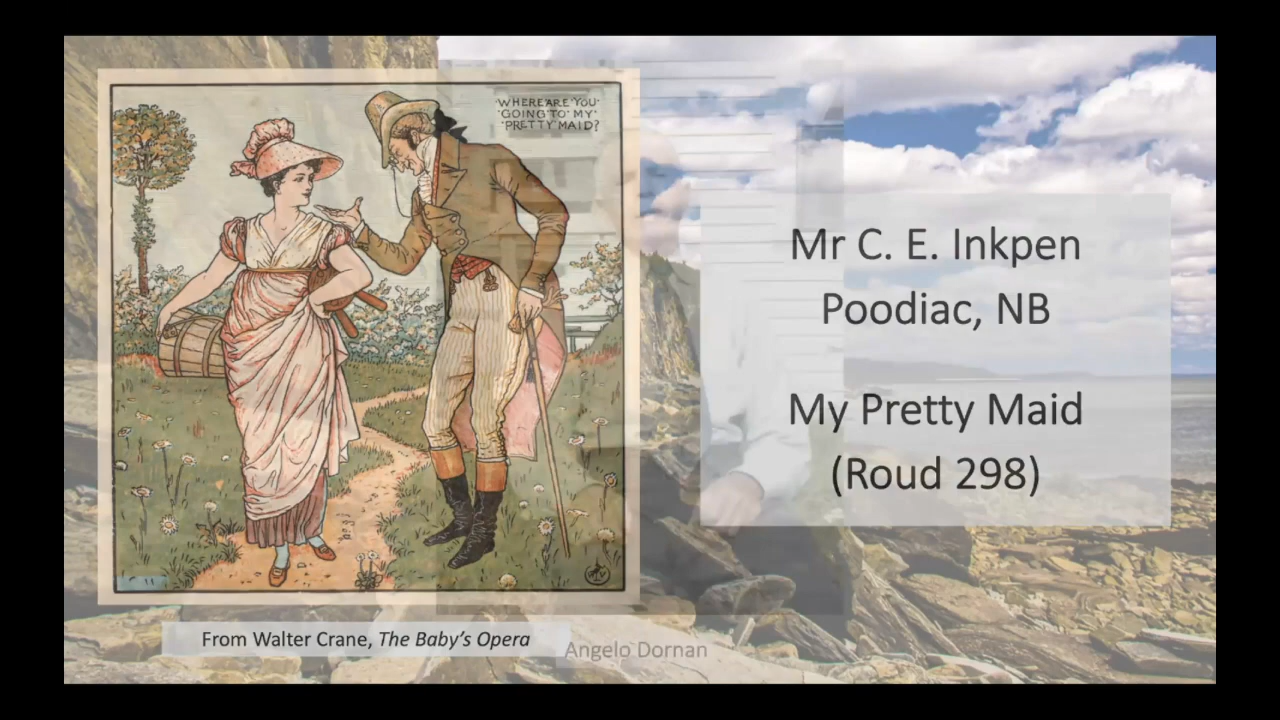 WHERE ARE YOU
GOING TO MY
PRETTY MAID?
Mr C. E. Inkpen
Poodiac, NB
My Pretty Maid
(Roud 298)
From Walter Crane, The Baby's Opera
Angelo Dornan